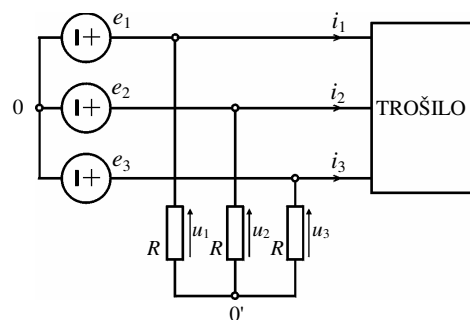 e1 i1
I+
0 e2 i2 TROŠILO
I+
e3 i3
I+
R u1 R u2 R u3
0'